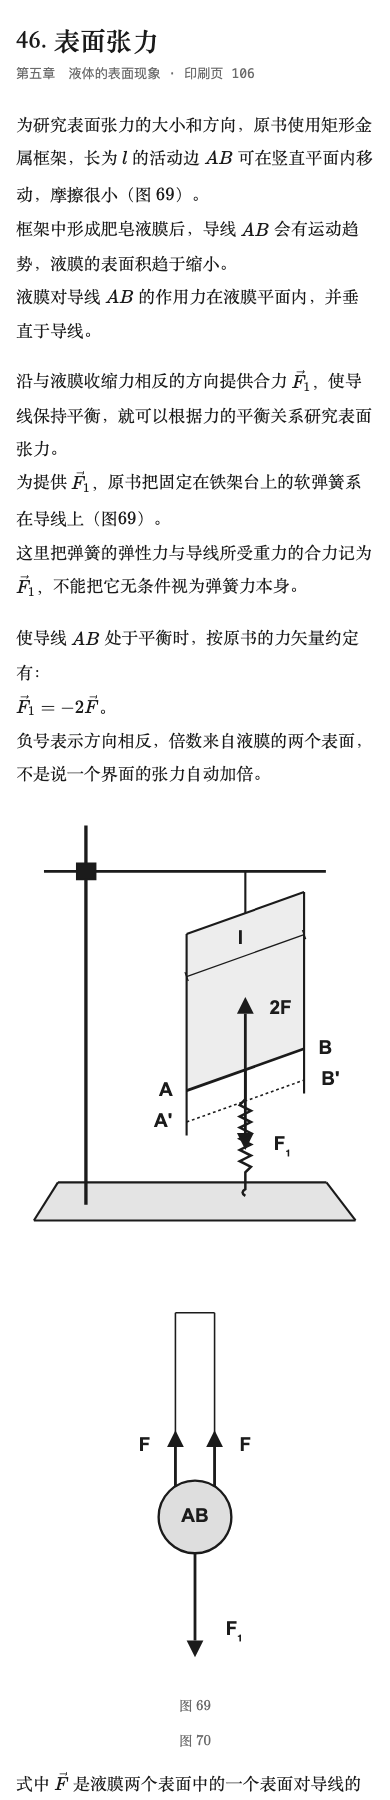 46. 表面张力
第五章　液体的表面现象 · 印刷页 106
为研究表面张力的大小和方向，原书使用矩形金
属框架，长为 l 的活动边 AB 可在竖直平面内移
动，摩擦很小（图 69）。
框架中形成肥皂液膜后，导线 AB 会有运动趋
势，液膜的表面积趋于缩小。
液膜对导线 AB 的作用力在液膜平面内，并垂
直于导线。
沿与液膜收缩力相反的方向提供合力 F⃗₁，使导
线保持平衡，就可以根据力的平衡关系研究表面
张力。
为提供 F⃗₁，原书把固定在铁架台上的软弹簧系
在导线上（图69）。
这里把弹簧的弹性力与导线所受重力的合力记为
F⃗₁，不能把它无条件视为弹簧力本身。
使导线 AB 处于平衡时，按原书的力矢量约定
有：
F⃗₁ = −2F⃗。
负号表示方向相反，倍数来自液膜的两个表面，
不是说一个界面的张力自动加倍。
l
2F
B
A
B'
A'
F₁
F
F
AB
F₁
图 69
图 70
式中 F⃗ 是液膜两个表面中的一个表面对导线的